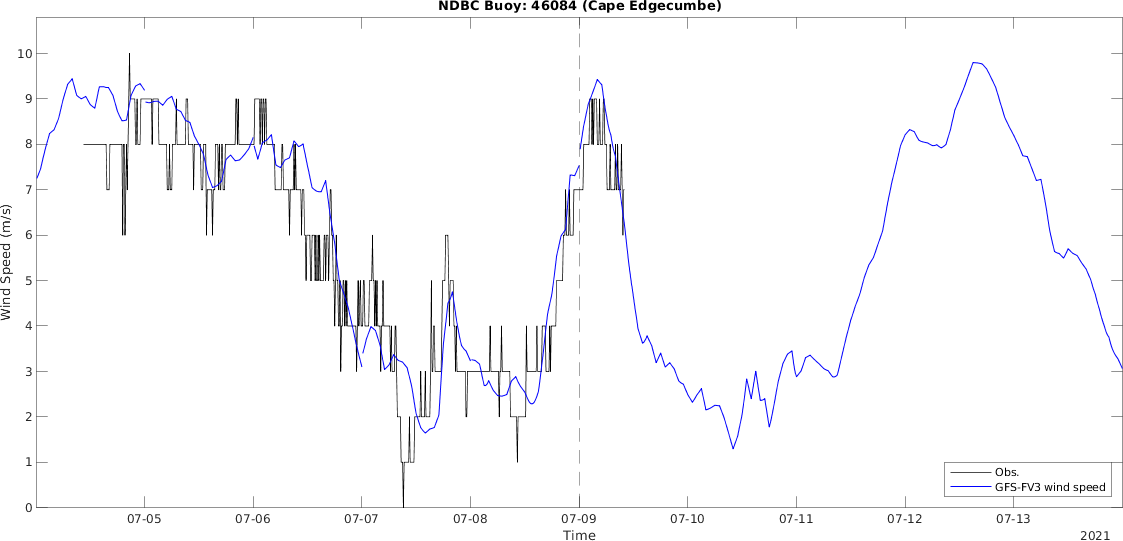 NDBC Buoy: 46084 (Cape Edgecumbe)
Wind Speed (m/s)
10
9
8
7
6
5
4
3
2
1
0
07-05 07-06 07-07 07-08 07-09 07-10 07-11 07-12 07-13
Time
2021
Obs.
GFS-FV3 wind speed